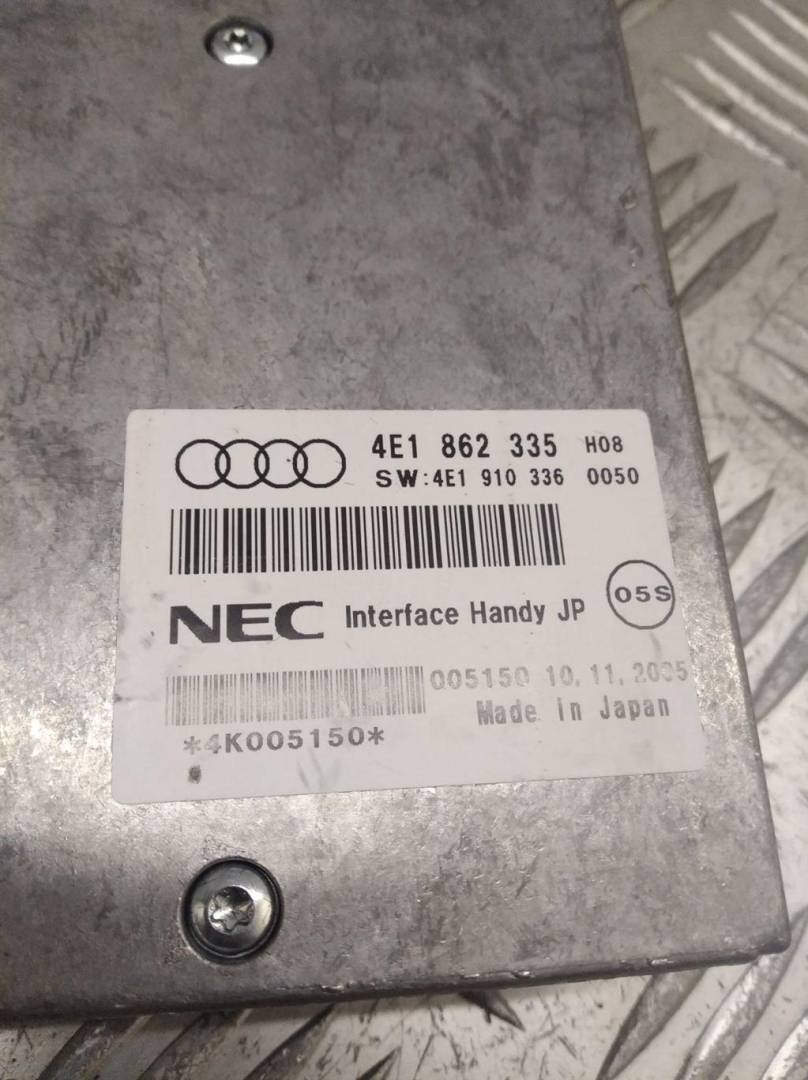 4E1 862 335 H08
SW:4E1 910 336 0050
NEC Interface Handy JP 05S
005150 10.11.2005
Made in Japan
*4K005150*